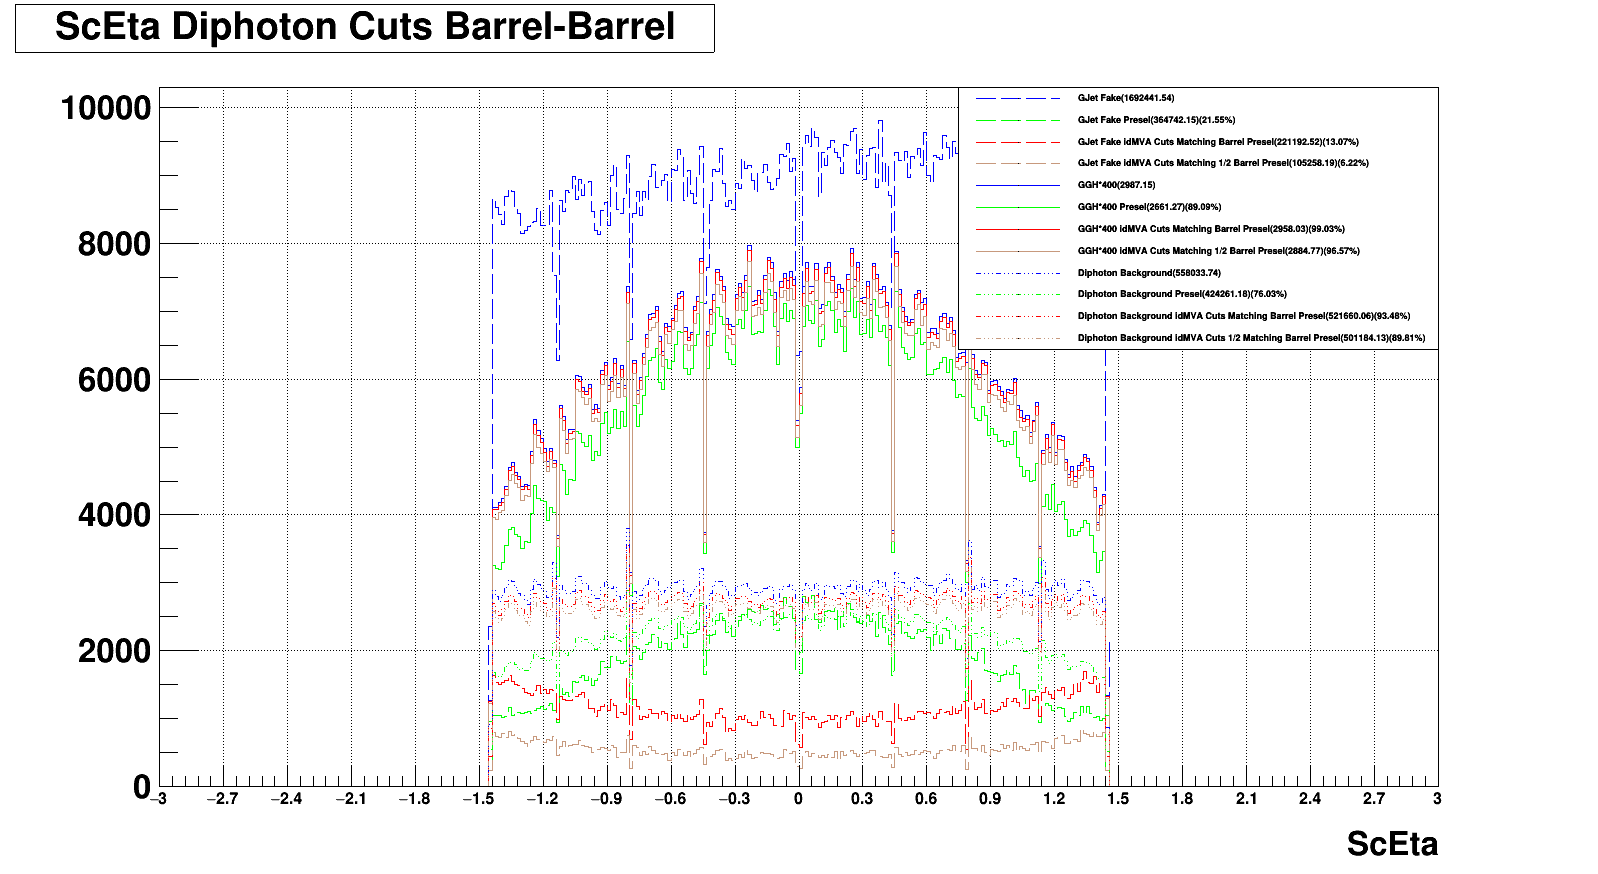 ScEta Diphoton Cuts Barrel-Barrel
10000
8000
6000
4000
2000
0
GJet Fake(1692441.54)
GJet Fake Presel(364742.15)(21.55%)
GJet Fake idMVA Cuts Matching Barrel Presel(221192.52)(13.07%)
GJet Fake idMVA Cuts Matching 1/2 Barrel Presel(105258.19)(6.22%)
GGH*400(2987.15)
GGH*400 Presel(2661.27)(89.09%)
GGH*400 idMVA Cuts Matching Barrel Presel(2958.03)(99.03%)
GGH*400 idMVA Cuts Matching 1/2 Barrel Presel(2884.77)(96.57%)
Diphoton Background(558033.74)
Diphoton Background Presel(424261.18)(76.03%)
Diphoton Background idMVA Cuts Matching Barrel Presel(521660.06)(93.48%)
Diphoton Background idMVA Cuts 1/2 Matching Barrel Presel(501184.13)(89.81%)
−3 −2.7 −2.4 −2.1 −1.8 −1.5 −1.2 −0.9 −0.6 −0.3 0 0.3 0.6 0.9 1.2 1.5 1.8 2.1 2.4 2.7 3
ScEta